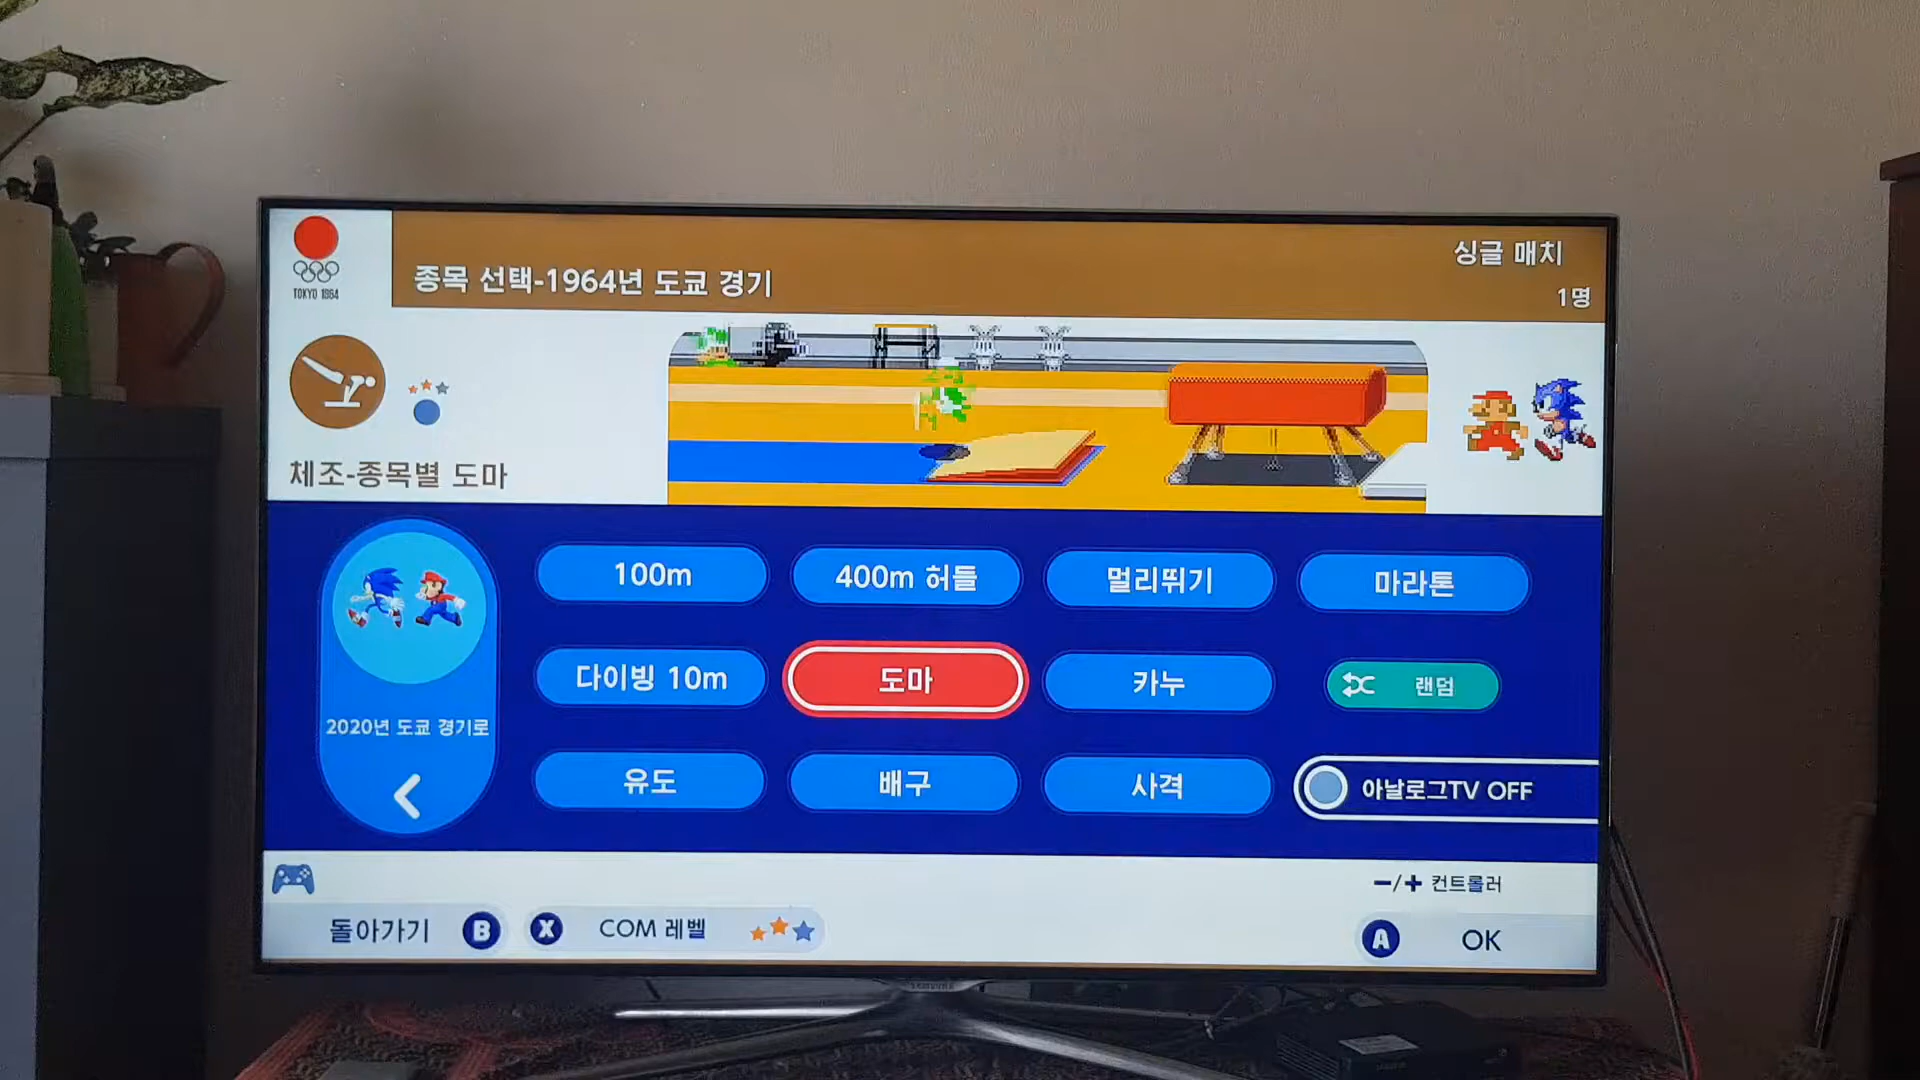 TOKYO 1964
종목 선택-1964년 도쿄 경기
싱글 매치
1명
체조-종목별 도마
100m
400m 허들
멀리뛰기
마라톤
다이빙 10m
도마
카누
랜덤
2020년 도쿄 경기로
유도
배구
사격
아날로그TV OFF
−/+ 컨트롤러
돌아가기 B
X COM 레벨
A OK
SAMSUNG